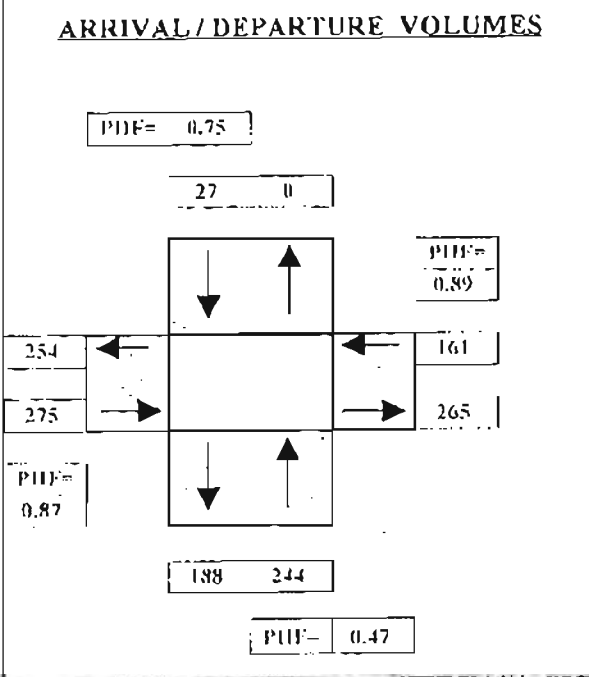 ARRIVAL / DEPARTURE VOLUMES
PHF= 0.75
27 0
PHF=
0.89
254 161
275 265
PHF=
0.87
188 244
PHF= 0.47